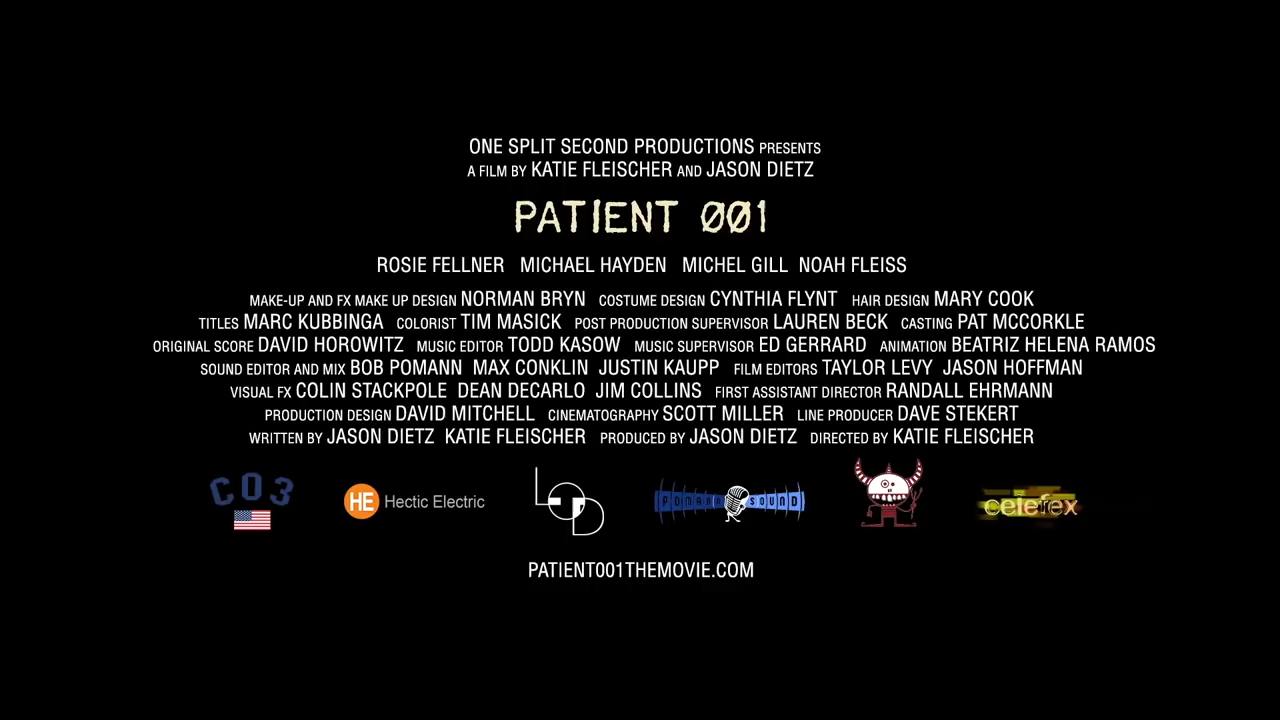 ONE SPLIT SECOND PRODUCTIONS PRESENTS
A FILM BY KATIE FLEISCHER AND JASON DIETZ
PATIENT 001
ROSIE FELLNER MICHAEL HAYDEN MICHEL GILL NOAH FLEISS
MAKE-UP AND FX MAKE UP DESIGN NORMAN BRYN COSTUME DESIGN CYNTHIA FLYNT HAIR DESIGN MARY COOK
TITLES MARC KUBBINGA COLORIST TIM MASICK POST PRODUCTION SUPERVISOR LAUREN BECK CASTING PAT MCCORKLE
ORIGINAL SCORE DAVID HOROWITZ MUSIC EDITOR TODD KASOW MUSIC SUPERVISOR ED GERRARD ANIMATION BEATRIZ HELENA RAMOS
SOUND EDITOR AND MIX BOB POMANN MAX CONKLIN JUSTIN KAUPP FILM EDITORS TAYLOR LEVY JASON HOFFMAN
VISUAL FX COLIN STACKPOLE DEAN DECARLO JIM COLLINS FIRST ASSISTANT DIRECTOR RANDALL EHRMANN
PRODUCTION DESIGN DAVID MITCHELL CINEMATOGRAPHY SCOTT MILLER LINE PRODUCER DAVE STEKERT
WRITTEN BY JASON DIETZ KATIE FLEISCHER PRODUCED BY JASON DIETZ DIRECTED BY KATIE FLEISCHER
CO3 HE Hectic Electric LOD POMANN SOUND celefex
PATIENT001THEMOVIE.COM